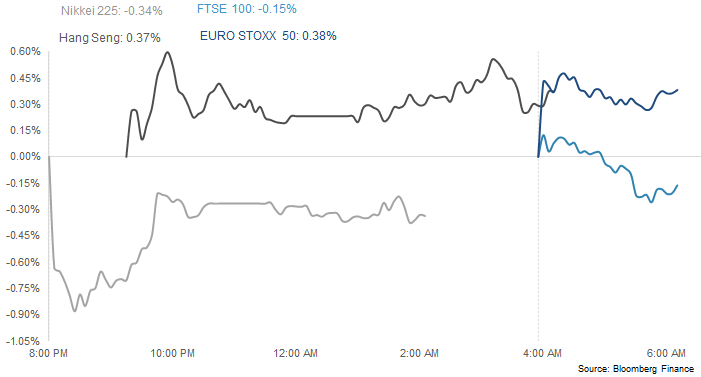 Nikkei 225: -0.34%
FTSE 100: -0.15%
Hang Seng: 0.37%
EURO STOXX 50: 0.38%
0.60%
0.45%
0.30%
0.15%
0.00%
-0.15%
-0.30%
-0.45%
-0.60%
-0.75%
-0.90%
-1.05%
8:00 PM
10:00 PM
12:00 AM
2:00 AM
4:00 AM
6:00 AM
Source: Bloomberg Finance